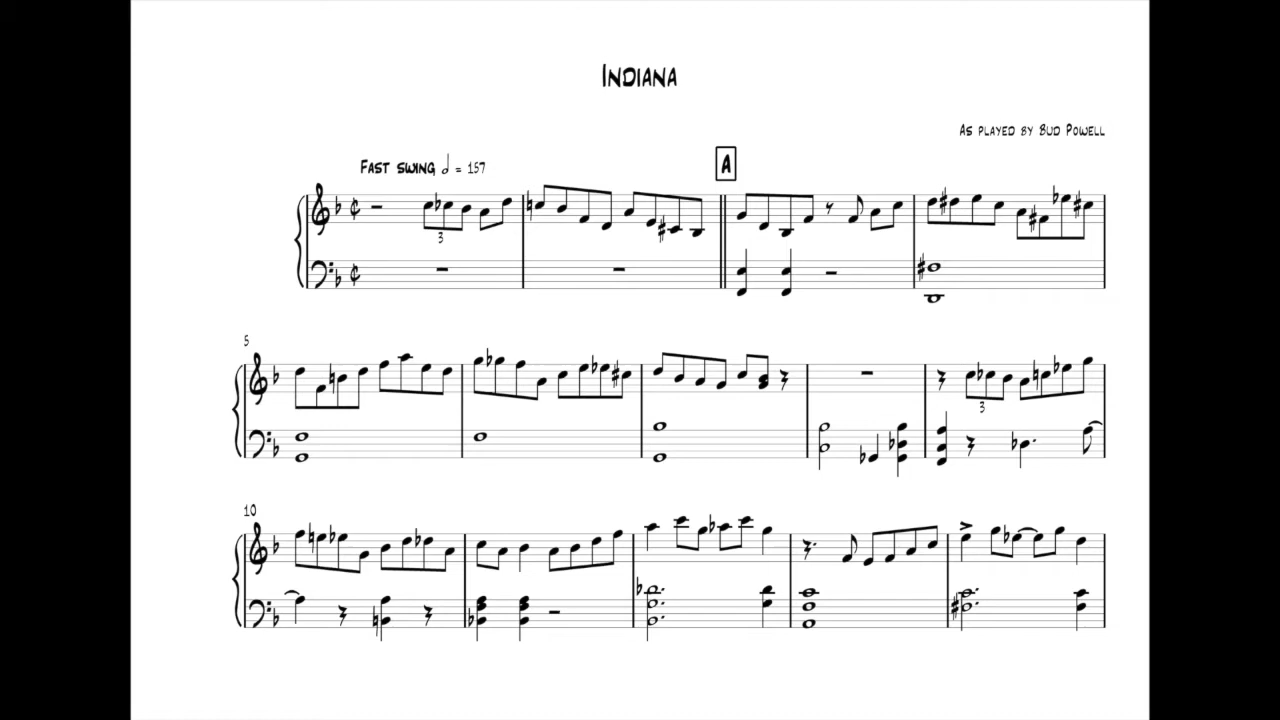 Indiana
As played by Bud Powell
Fast swing 𝅗𝅥 = 157
A
3
5
3
10